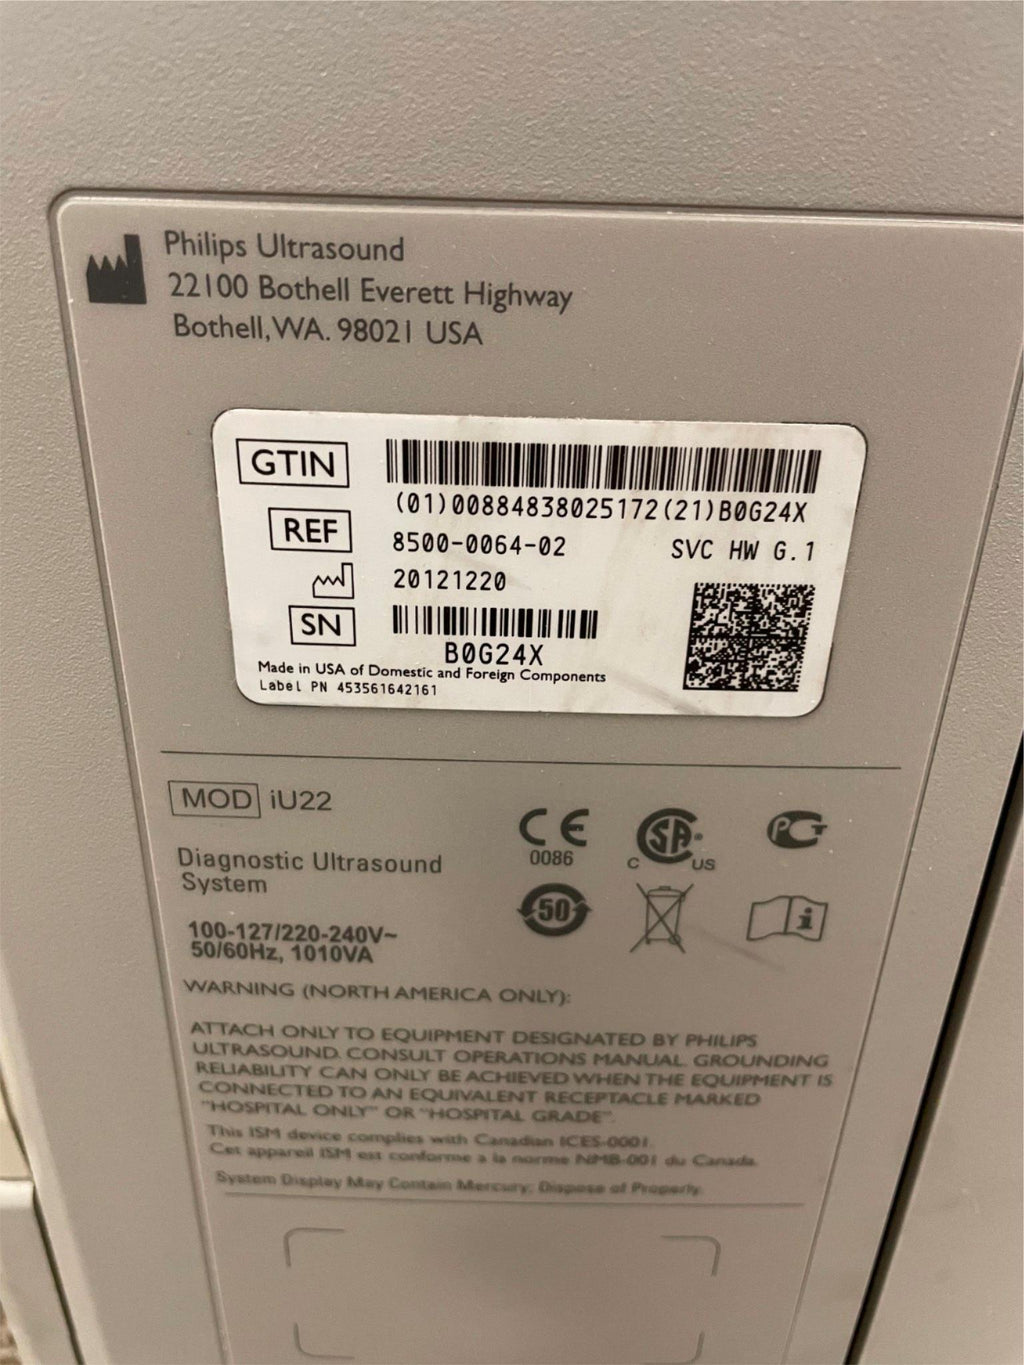 Philips Ultrasound
22100 Bothell Everett Highway
Bothell, WA. 98021 USA
GTIN
(01)00884838025172(21)B0G24X
REF 8500-0064-02 SVC HW G.1
20121220
SN
B0G24X
Made in USA of Domestic and Foreign Components
Label PN 453561642161
MOD iU22
Diagnostic Ultrasound
System
CE
0086
C SA US
PCT
50
100-127/220-240V~
50/60Hz, 1010VA
WARNING (NORTH AMERICA ONLY):
ATTACH ONLY TO EQUIPMENT DESIGNATED BY PHILIPS
ULTRASOUND. CONSULT OPERATIONS MANUAL. GROUNDING
RELIABILITY CAN ONLY BE ACHIEVED WHEN THE EQUIPMENT IS
CONNECTED TO AN EQUIVALENT RECEPTACLE MARKED
"HOSPITAL ONLY" OR "HOSPITAL GRADE".
This ISM device complies with Canadian ICES-0001.
Cet appareil ISM est conforme a la norme NMB-001 du Canada.
System Display May Contain Mercury; Dispose of Properly.